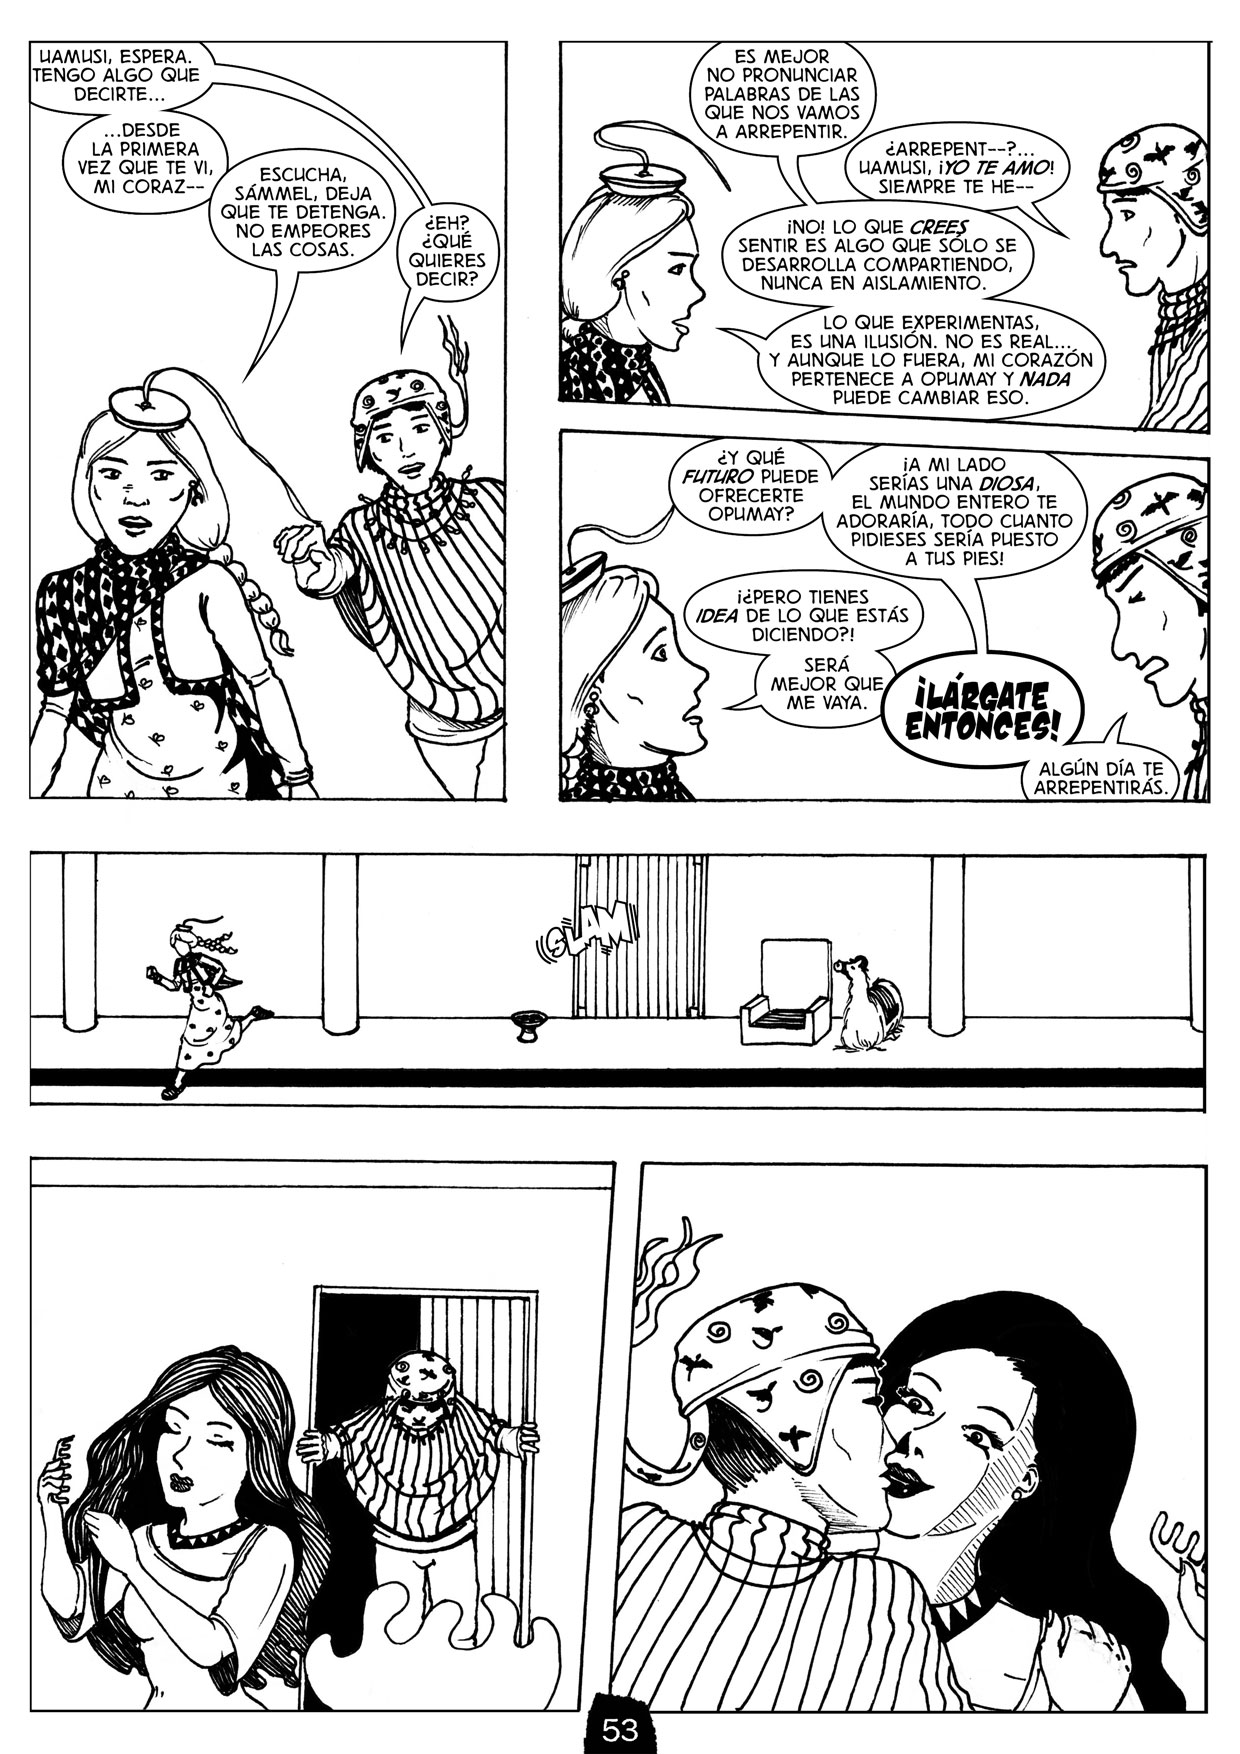 UAMUSI, ESPERA.
TENGO ALGO QUE
DECIRTE...
...DESDE
LA PRIMERA
VEZ QUE TE VI,
MI CORAZ--
ESCUCHA,
SÁMMEL, DEJA
QUE TE DETENGA.
NO EMPEORES
LAS COSAS.
¿EH?
¿QUÉ
QUIERES
DECIR?
ES MEJOR
NO PRONUNCIAR
PALABRAS DE LAS
QUE NOS VAMOS
A ARREPENTIR.
¿ARREPENT--?...
UAMUSI, ¡YO TE AMO!
SIEMPRE TE HE--
¡NO! LO QUE CREES
SENTIR ES ALGO QUE SÓLO SE
DESARROLLA COMPARTIENDO,
NUNCA EN AISLAMIENTO.
LO QUE EXPERIMENTAS,
ES UNA ILUSIÓN. NO ES REAL...
Y AUNQUE LO FUERA, MI CORAZÓN
PERTENECE A OPUMAY Y NADA
PUEDE CAMBIAR ESO.
¿Y QUÉ
FUTURO PUEDE
OFRECERTE
OPUMAY?
¡A MI LADO
SERÍAS UNA DIOSA,
EL MUNDO ENTERO TE
ADORARÍA, TODO CUANTO
PIDIESES SERÍA PUESTO
A TUS PIES!
¡¿PERO TIENES
IDEA DE LO QUE ESTÁS
DICIENDO?!
SERÁ
MEJOR QUE
ME VAYA.
¡LÁRGATE
ENTONCES!
ALGÚN DÍA TE
ARREPENTIRÁS.
SLAM
53